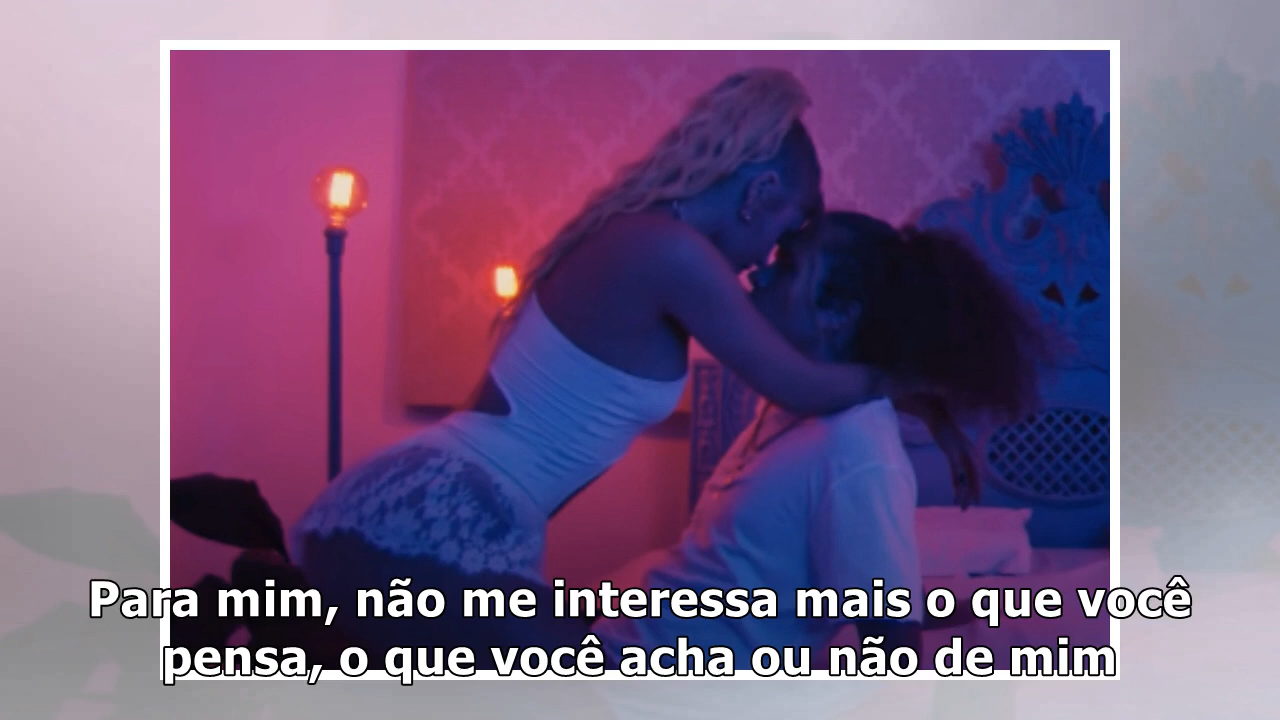 Para mim, não me interessa mais o que você
pensa, o que você acha ou não de mim